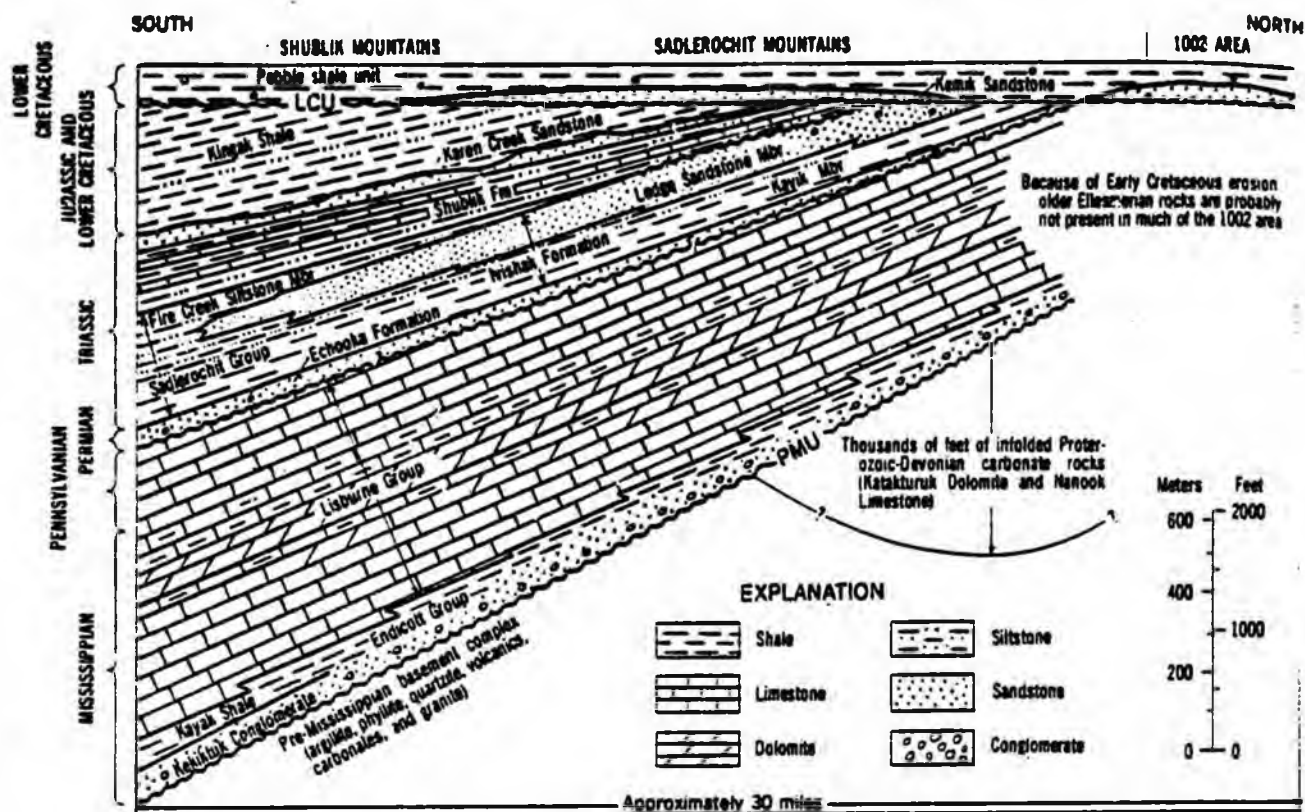 SOUTH
NORTH
SHUBLIK MOUNTAINS
SADLEROCHIT MOUNTAINS
1002 AREA
LOWER
CRETACEOUS
JURASSIC AND
LOWER CRETACEOUS
TRIASSIC
PERMIAN
PENNSYLVANIAN
MISSISSIPPIAN
Pebble shale unit
LCU
Kemik Sandstone
Kingak Shale
Karen Creek Sandstone
Shublik Fm
Ledge Sandstone Mbr
Kavik Mbr
Fire Creek Siltstone Mbr
Ivishak Formation
Sadlerochit Group
Echooka Formation
Because of Early Cretaceous erosion
older Ellesmerian rocks are probably
not present in much of the 1002 area
Lisburne Group
PMU
Thousands of feet of infolded Proter-
ozoic-Devonian carbonate rocks
(Katakturuk Dolomite and Nanook
Limestone)
?
?
Endicott Group
Kayak Shale
Kekiktuk Conglomerate
Pre-Mississippian basement complex
(argillite, phyllite, quartzite, volcanics,
carbonates, and granite)
EXPLANATION
Shale
Siltstone
Limestone
Sandstone
Dolomite
Conglomerate
Meters Feet
600 2000
400
1000
200
0 0
Approximately 30 miles